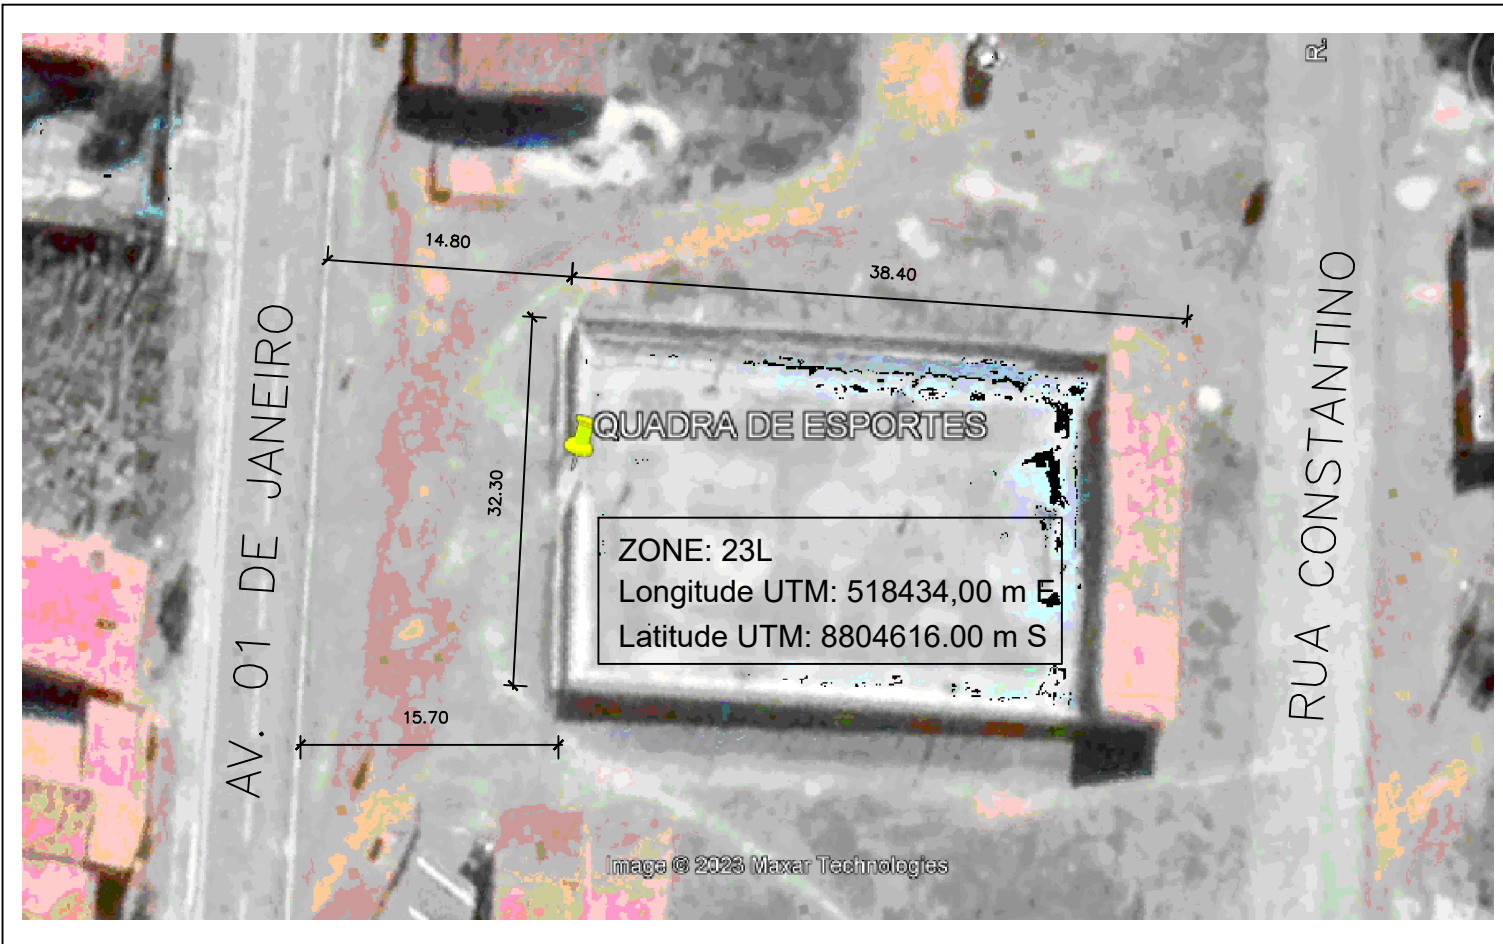 R.
14.80
38.40
AV. 01 DE JANEIRO
RUA CONSTANTINO
QUADRA DE ESPORTES
32.30
ZONE: 23L
Longitude UTM: 518434,00 m E
Latitude UTM: 8804616.00 m S
15.70
Image © 2023 Maxar Technologies